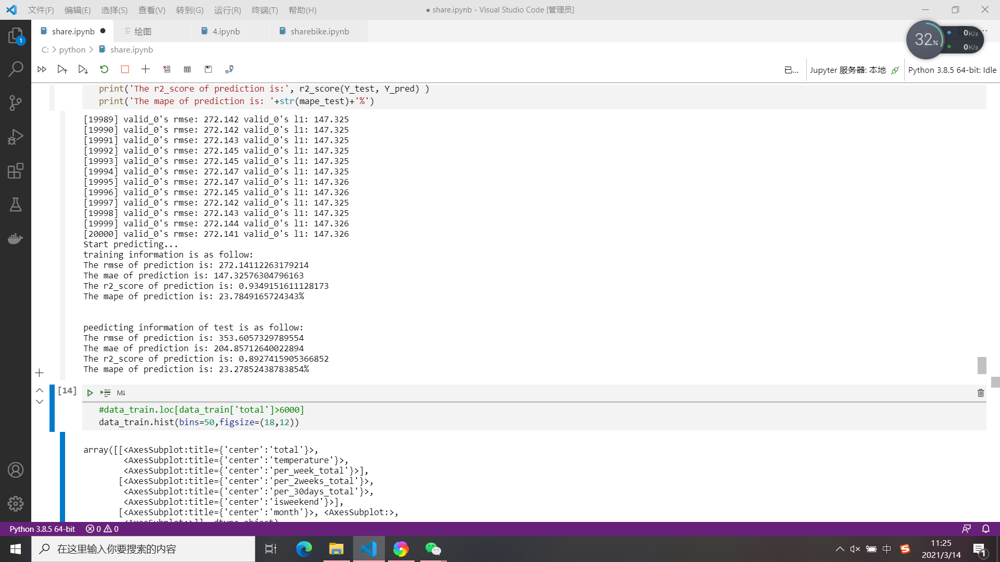 文件(F) 编辑(E) 选择(S) 查看(V) 转到(G) 运行(R) 终端(T) 帮助(H) ● share.ipynb - Visual Studio Code [管理员]
share.ipynb ● 绘图 4.ipynb sharebike.ipynb
32% 0K/s
0K/s
1
C: > python > share.ipynb
已... Jupyter 服务器: 本地 Python 3.8.5 64-bit: Idle
print('The r2_score of prediction is:', r2_score(Y_test, Y_pred) )
print('The mape of prediction is: '+str(mape_test)+'%')
[19989] valid_0's rmse: 272.142 valid_0's l1: 147.325
[19990] valid_0's rmse: 272.142 valid_0's l1: 147.325
[19991] valid_0's rmse: 272.143 valid_0's l1: 147.325
[19992] valid_0's rmse: 272.145 valid_0's l1: 147.325
[19993] valid_0's rmse: 272.145 valid_0's l1: 147.325
[19994] valid_0's rmse: 272.147 valid_0's l1: 147.325
[19995] valid_0's rmse: 272.147 valid_0's l1: 147.326
[19996] valid_0's rmse: 272.145 valid_0's l1: 147.326
[19997] valid_0's rmse: 272.142 valid_0's l1: 147.325
[19998] valid_0's rmse: 272.143 valid_0's l1: 147.325
[19999] valid_0's rmse: 272.144 valid_0's l1: 147.326
[20000] valid_0's rmse: 272.141 valid_0's l1: 147.326
Start predicting...
training information is as follow:
The rmse of prediction is: 272.14112263179214
The mae of prediction is: 147.32576304796163
The r2_score of prediction is: 0.9349151611128173
The mape of prediction is: 23.7849165724343%
peedicting information of test is as follow:
The rmse of prediction is: 353.6057329789554
The mae of prediction is: 204.85712640022894
The r2_score of prediction is: 0.8927415905366852
The mape of prediction is: 23.27852438783854%
[14] M↓
#data_train.loc[data_train['total']>6000]
data_train.hist(bins=50,figsize=(18,12))
array([[<AxesSubplot:title={'center':'total'}>,
<AxesSubplot:title={'center':'temperature'}>,
<AxesSubplot:title={'center':'per_week_total'}>],
[<AxesSubplot:title={'center':'per_2weeks_total'}>,
<AxesSubplot:title={'center':'per_30days_total'}>,
<AxesSubplot:title={'center':'isweekend'}>],
[<AxesSubplot:title={'center':'month'}>, <AxesSubplot:>,
<AxesSubplot:>]], dtype=object)
Python 3.8.5 64-bit 0 0
在这里输入你要搜索的内容
中
11:25
2021/3/14
1